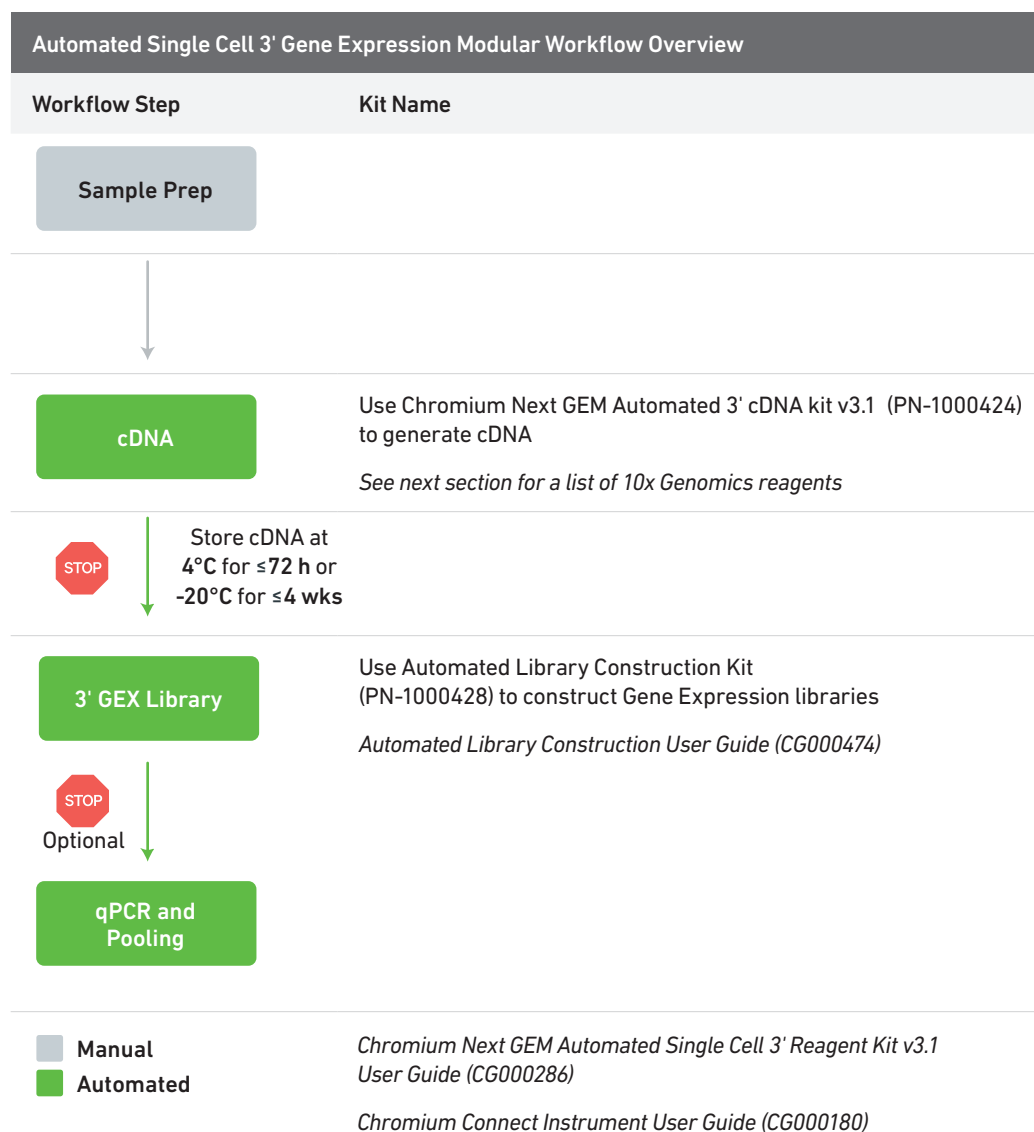 Automated Single Cell 3' Gene Expression Modular Workflow Overview
Workflow Step
Kit Name
Sample Prep
cDNA
Use Chromium Next GEM Automated 3' cDNA kit v3.1 (PN-1000424)
to generate cDNA
See next section for a list of 10x Genomics reagents
STOP
Store cDNA at
4°C for ≤72 h or
-20°C for ≤4 wks
3' GEX Library
Use Automated Library Construction Kit
(PN-1000428) to construct Gene Expression libraries
Automated Library Construction User Guide (CG000474)
STOP
Optional
qPCR and
Pooling
Manual
Automated
Chromium Next GEM Automated Single Cell 3' Reagent Kit v3.1
User Guide (CG000286)
Chromium Connect Instrument User Guide (CG000180)